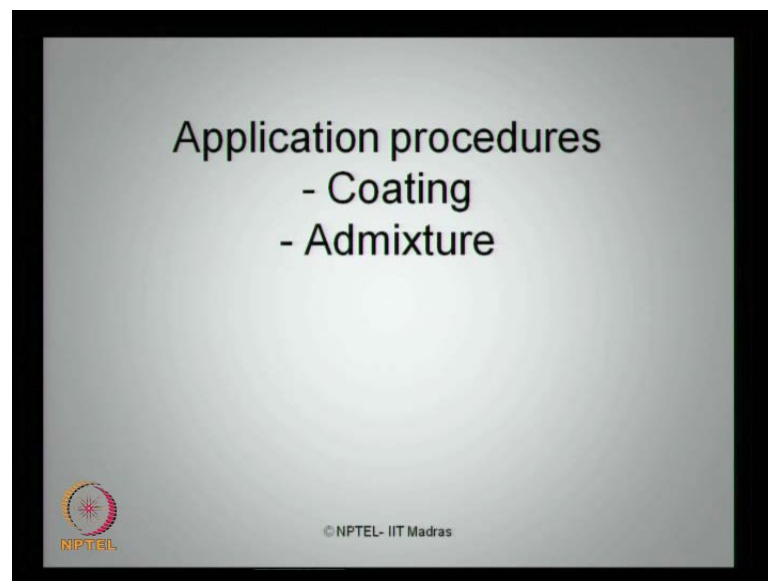 Application procedures
- Coating
- Admixture
NPTEL
© NPTEL- IIT Madras